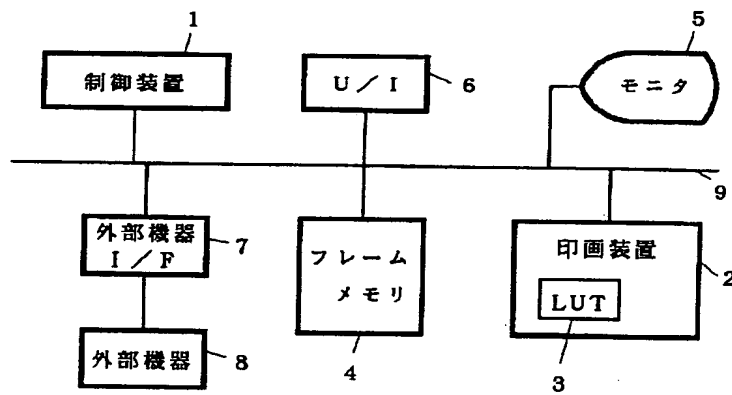 1
制御装置
U/I
6
5
モニタ
9
外部機器
I/F
7
フレーム
メモリ
4
印画装置
2
LUT
3
外部機器
8